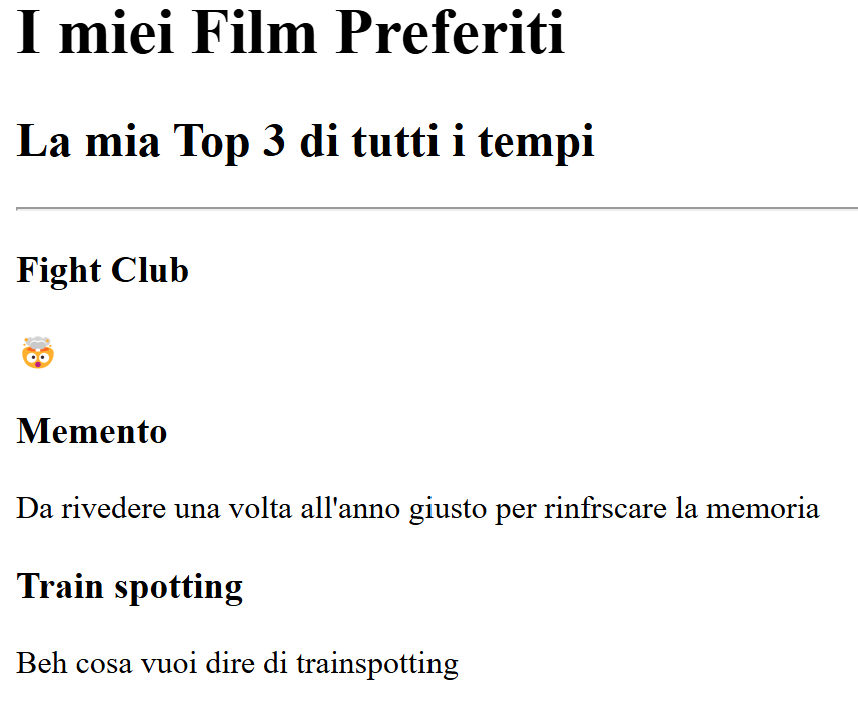 I miei Film Preferiti
La mia Top 3 di tutti i tempi
Fight Club
🤯
Memento
Da rivedere una volta all'anno giusto per rinfrscare la memoria
Train spotting
Beh cosa vuoi dire di trainspotting